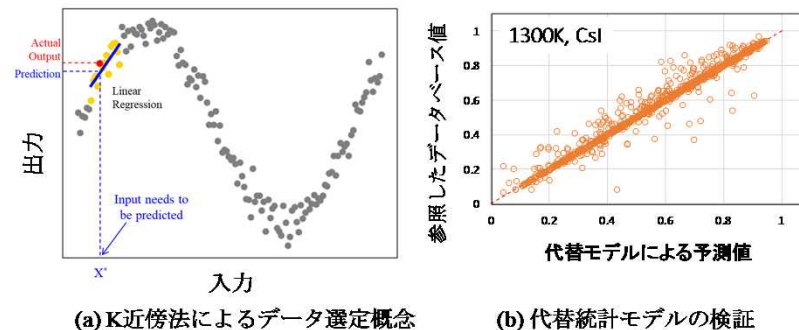 Actual
Output
Prediction
Linear
Regression
Input needs to
be predicted
X*
出力
入力
(a) K近傍法によるデータ選定概念
1300K, CsI
1
0.8
0.6
0.4
0.2
0
0 0.2 0.4 0.6 0.8 1
参照したデータベース値
代替モデルによる予測値
(b) 代替統計モデルの検証